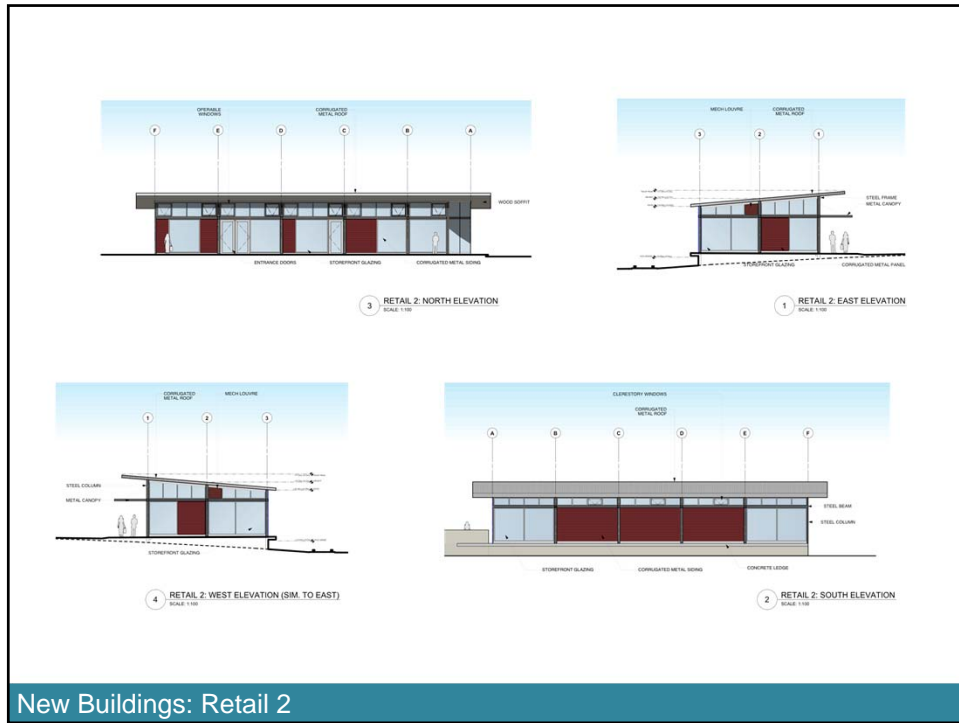 OPERABLE
WINDOWS
CORRUGATED
METAL ROOF
F
E
D
C
B
A
WOOD SOFFIT
ENTRANCE DOORS
STOREFRONT GLAZING
CORRUGATED METAL SIDING
3
RETAIL 2: NORTH ELEVATION
SCALE: 1:100
MECH LOUVRE
CORRUGATED
METAL ROOF
3
2
1
STEEL FRAME
METAL CANOPY
STOREFRONT GLAZING
CORRUGATED METAL PANEL
1
RETAIL 2: EAST ELEVATION
SCALE: 1:100
CORRUGATED
METAL ROOF
MECH LOUVRE
1
2
3
STEEL COLUMN
METAL CANOPY
STOREFRONT GLAZING
4
RETAIL 2: WEST ELEVATION (SIM. TO EAST)
SCALE: 1:100
CLERESTORY WINDOWS
CORRUGATED
METAL ROOF
A
B
C
D
E
F
STEEL BEAM
STEEL COLUMN
STOREFRONT GLAZING
CORRUGATED METAL SIDING
CONCRETE LEDGE
2
RETAIL 2: SOUTH ELEVATION
SCALE: 1:100
New Buildings: Retail 2